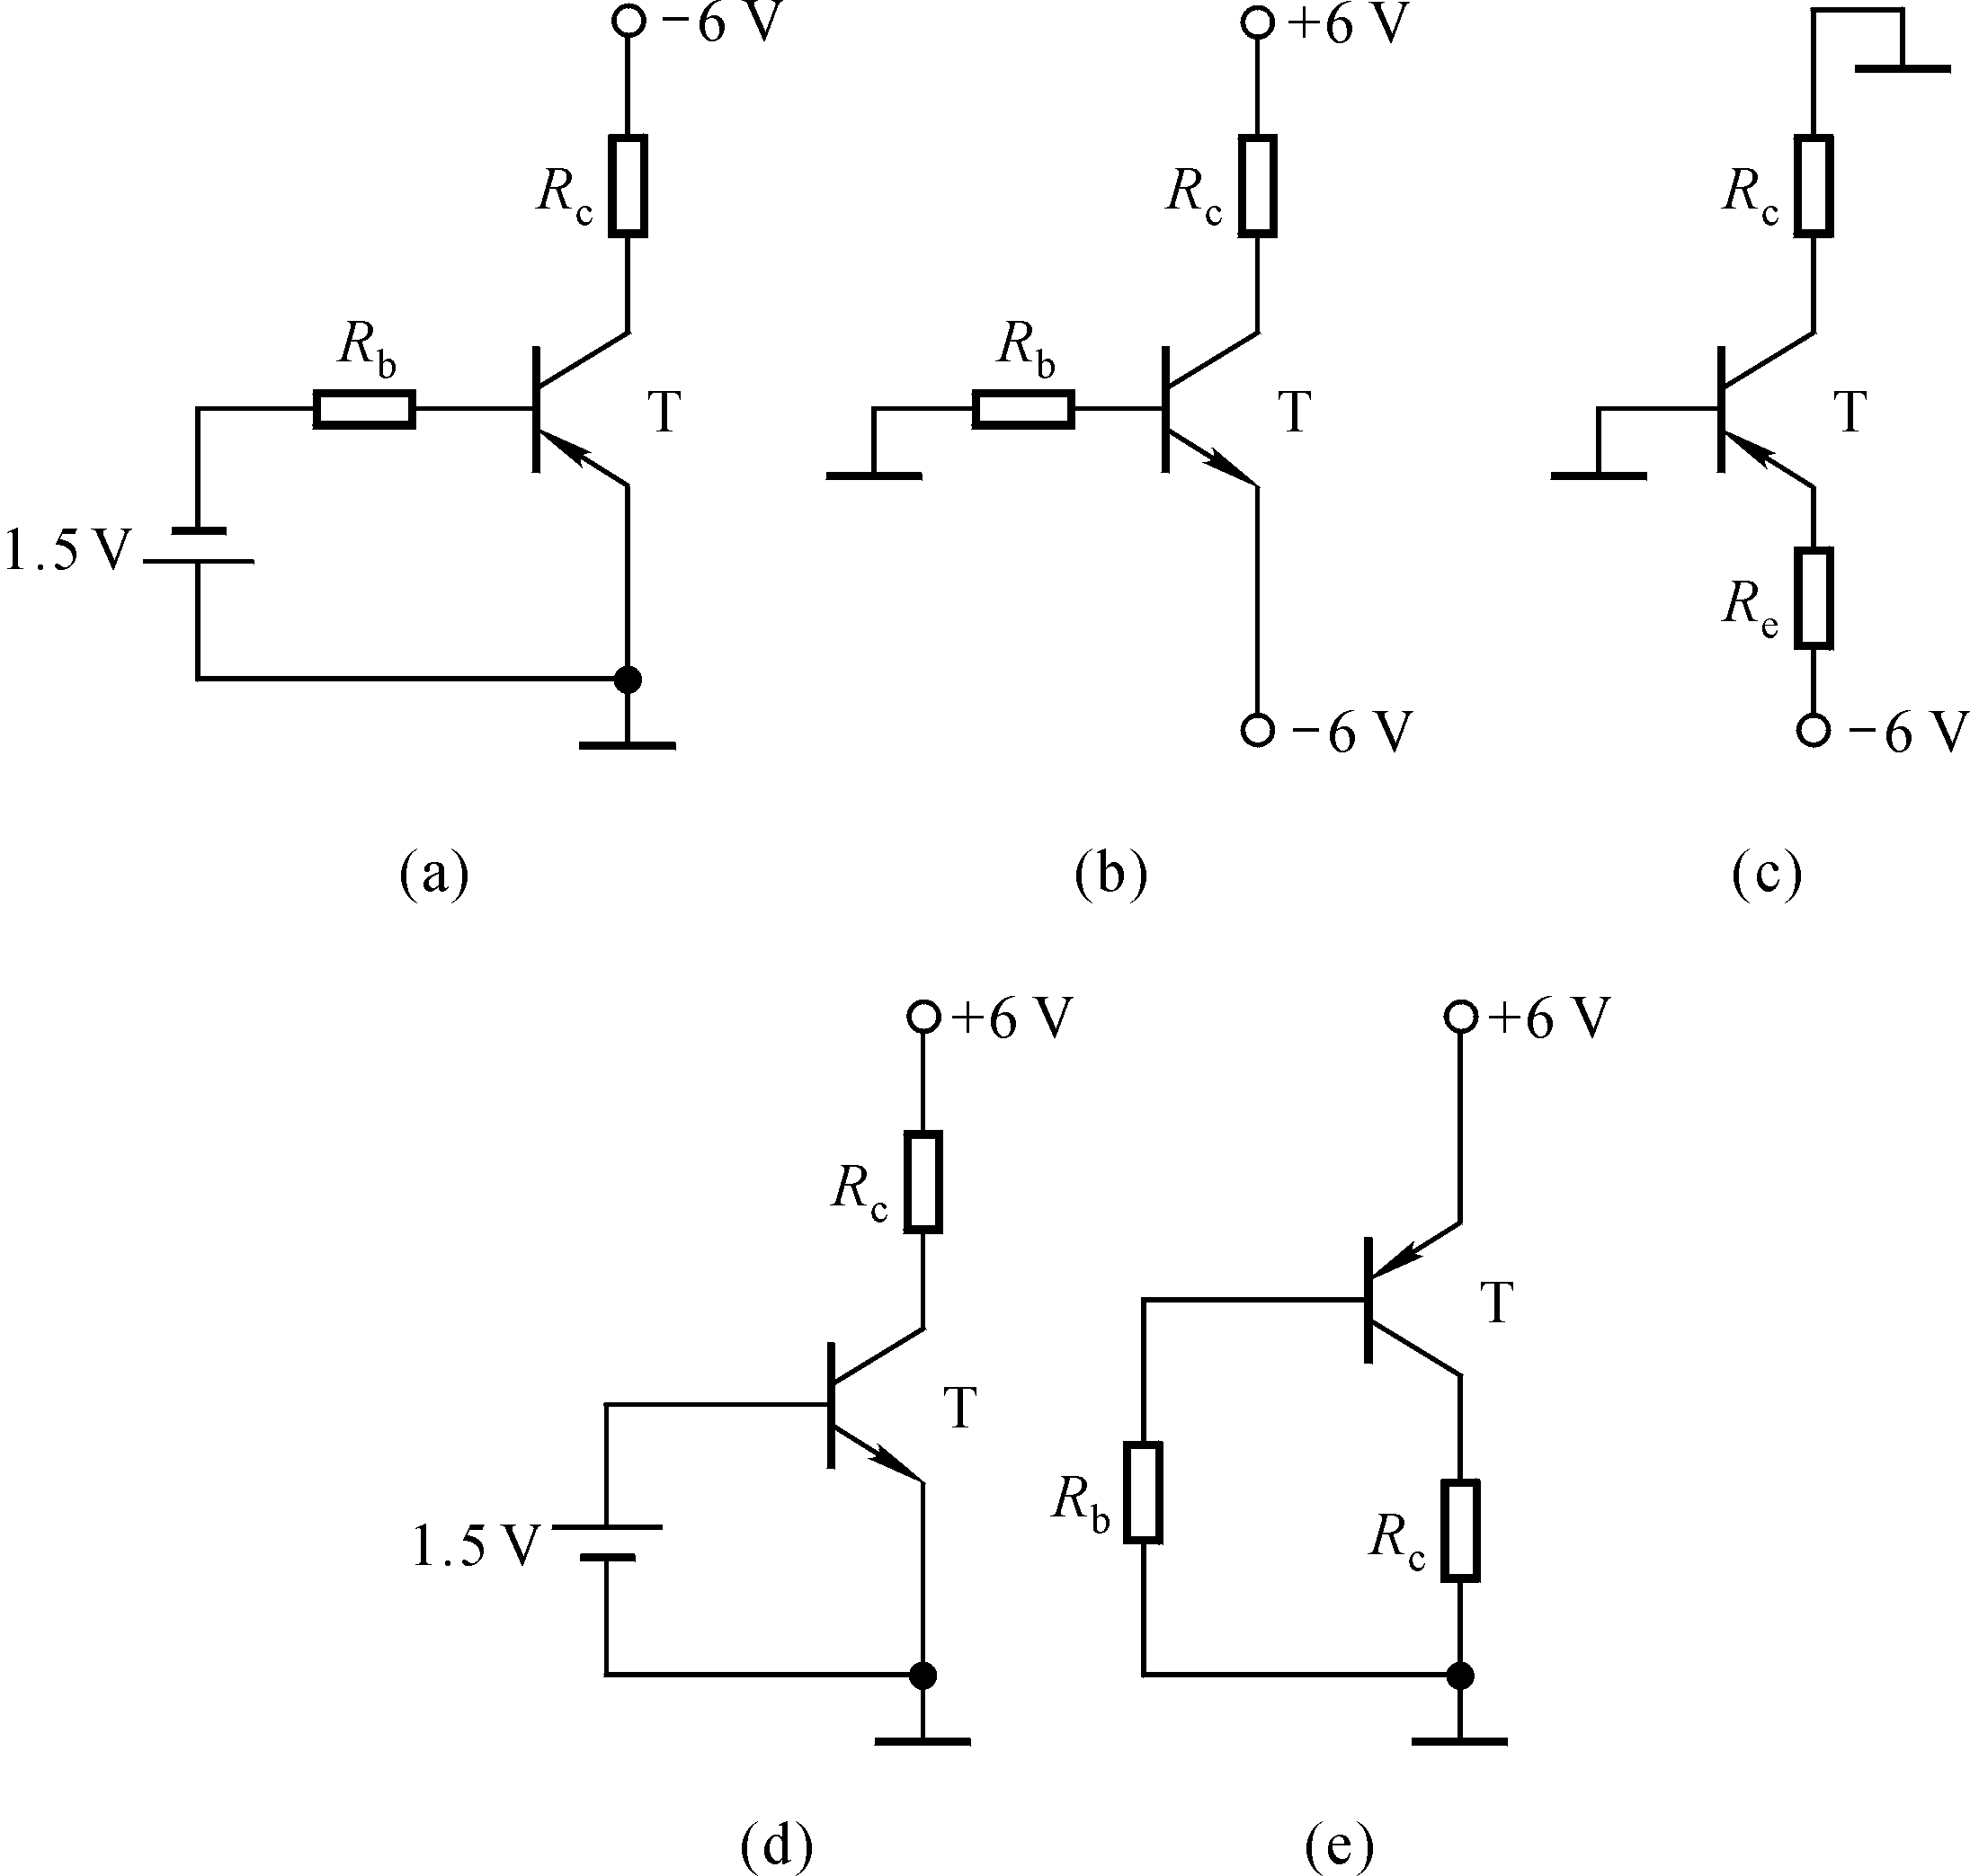 −6 V
+6 V
Rc
Rc
Rc
Rb
Rb
T
T
T
1.5 V
Re
−6 V
−6 V
(a)
(b)
(c)
+6 V
+6 V
Rc
T
T
Rb
1.5 V
Rc
(d)
(e)